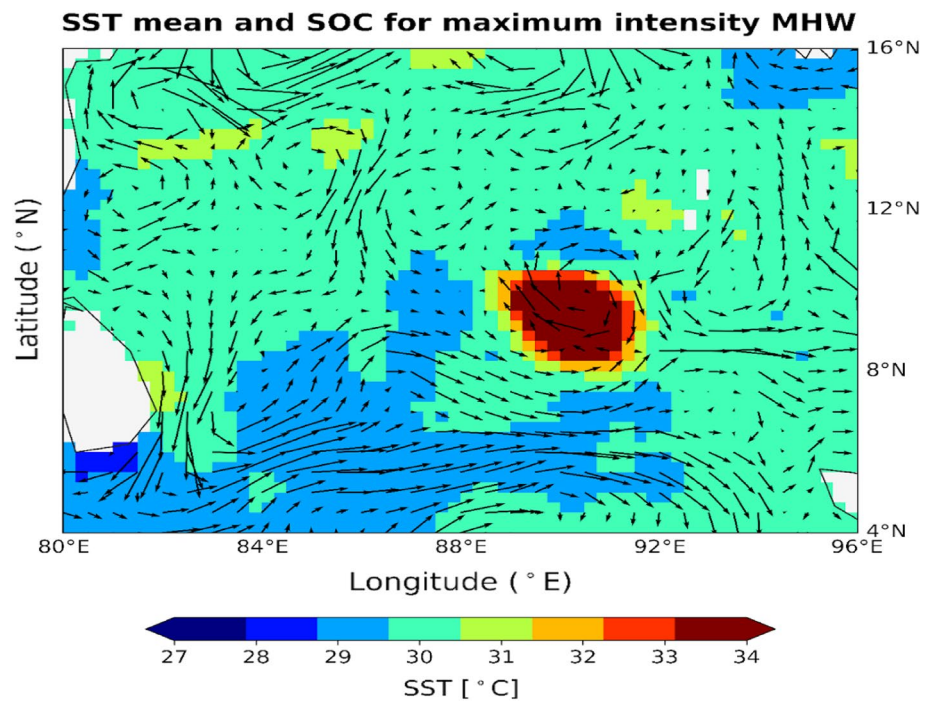 SST mean and SOC for maximum intensity MHW
16°N
12°N
8°N
4°N
Latitude (°N)
80°E 84°E 88°E 92°E 96°E
Longitude (°E)
27 28 29 30 31 32 33 34
SST [°C]